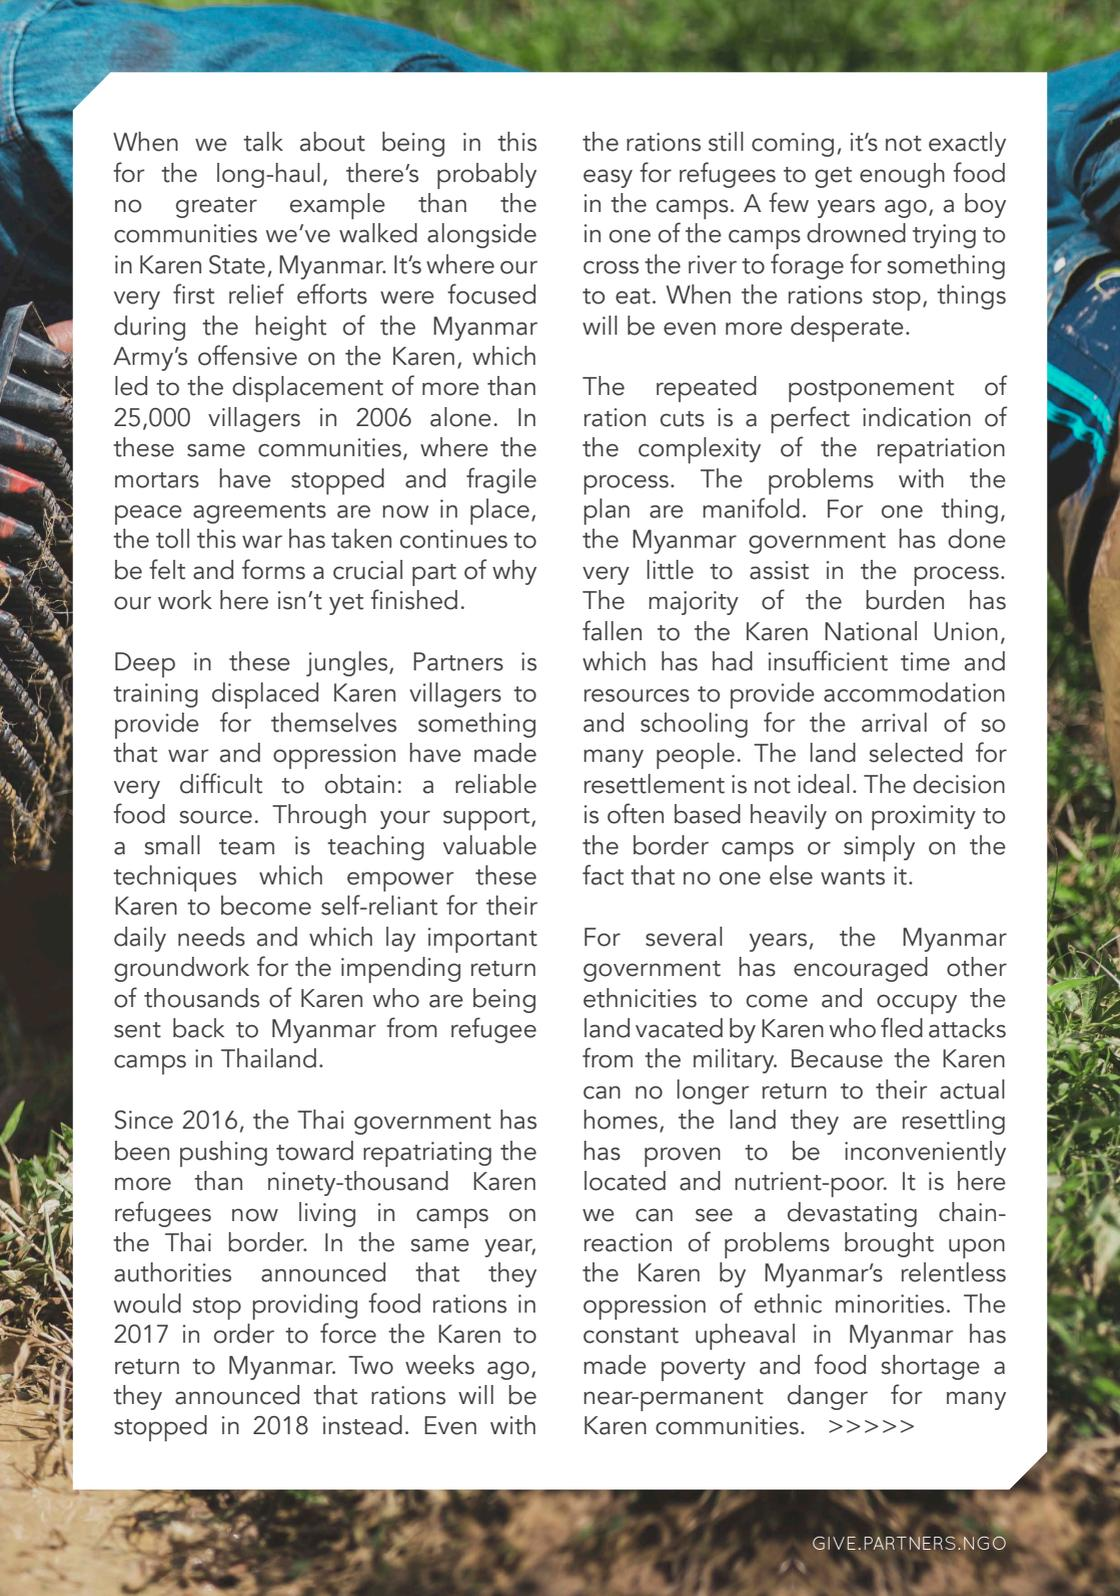 When we talk about being in this
for the long-haul, there's probably
no greater example than the
communities we've walked alongside
in Karen State, Myanmar. It's where our
very first relief efforts were focused
during the height of the Myanmar
Army's offensive on the Karen, which
led to the displacement of more than
25,000 villagers in 2006 alone. In
these same communities, where the
mortars have stopped and fragile
peace agreements are now in place,
the toll this war has taken continues to
be felt and forms a crucial part of why
our work here isn't yet finished.

Deep in these jungles, Partners is
training displaced Karen villagers to
provide for themselves something
that war and oppression have made
very difficult to obtain: a reliable
food source. Through your support,
a small team is teaching valuable
techniques which empower these
Karen to become self-reliant for their
daily needs and which lay important
groundwork for the impending return
of thousands of Karen who are being
sent back to Myanmar from refugee
camps in Thailand.

Since 2016, the Thai government has
been pushing toward repatriating the
more than ninety-thousand Karen
refugees now living in camps on
the Thai border. In the same year,
authorities announced that they
would stop providing food rations in
2017 in order to force the Karen to
return to Myanmar. Two weeks ago,
they announced that rations will be
stopped in 2018 instead. Even with
the rations still coming, it's not exactly
easy for refugees to get enough food
in the camps. A few years ago, a boy
in one of the camps drowned trying to
cross the river to forage for something
to eat. When the rations stop, things
will be even more desperate.

The repeated postponement of
ration cuts is a perfect indication of
the complexity of the repatriation
process. The problems with the
plan are manifold. For one thing,
the Myanmar government has done
very little to assist in the process.
The majority of the burden has
fallen to the Karen National Union,
which has had insufficient time and
resources to provide accommodation
and schooling for the arrival of so
many people. The land selected for
resettlement is not ideal. The decision
is often based heavily on proximity to
the border camps or simply on the
fact that no one else wants it.

For several years, the Myanmar
government has encouraged other
ethnicities to come and occupy the
land vacated by Karen who fled attacks
from the military. Because the Karen
can no longer return to their actual
homes, the land they are resettling
has proven to be inconveniently
located and nutrient-poor. It is here
we can see a devastating chain-
reaction of problems brought upon
the Karen by Myanmar's relentless
oppression of ethnic minorities. The
constant upheaval in Myanmar has
made poverty and food shortage a
near-permanent danger for many
Karen communities. >>>>>
GIVE.PARTNERS.NGO